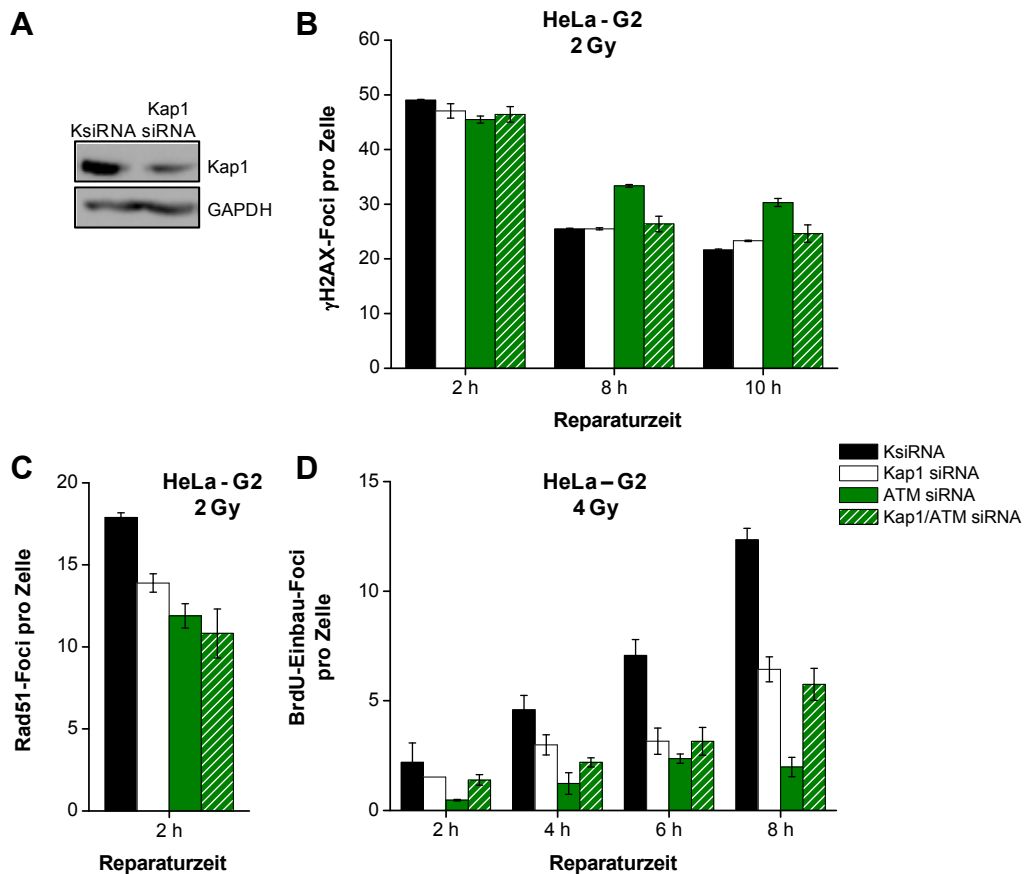 A
KsiRNA
Kap1
siRNA
Kap1
GAPDH
B
HeLa - G2
2 Gy
γH2AX-Foci pro Zelle
60
50
40
30
20
10
0
2 h
8 h
10 h
Reparaturzeit
C
HeLa - G2
2 Gy
Rad51-Foci pro Zelle
20
15
10
5
0
2 h
Reparaturzeit
D
HeLa – G2
4 Gy
BrdU-Einbau-Foci
pro Zelle
15
10
5
0
2 h
4 h
6 h
8 h
Reparaturzeit
KsiRNA
Kap1 siRNA
ATM siRNA
Kap1/ATM siRNA